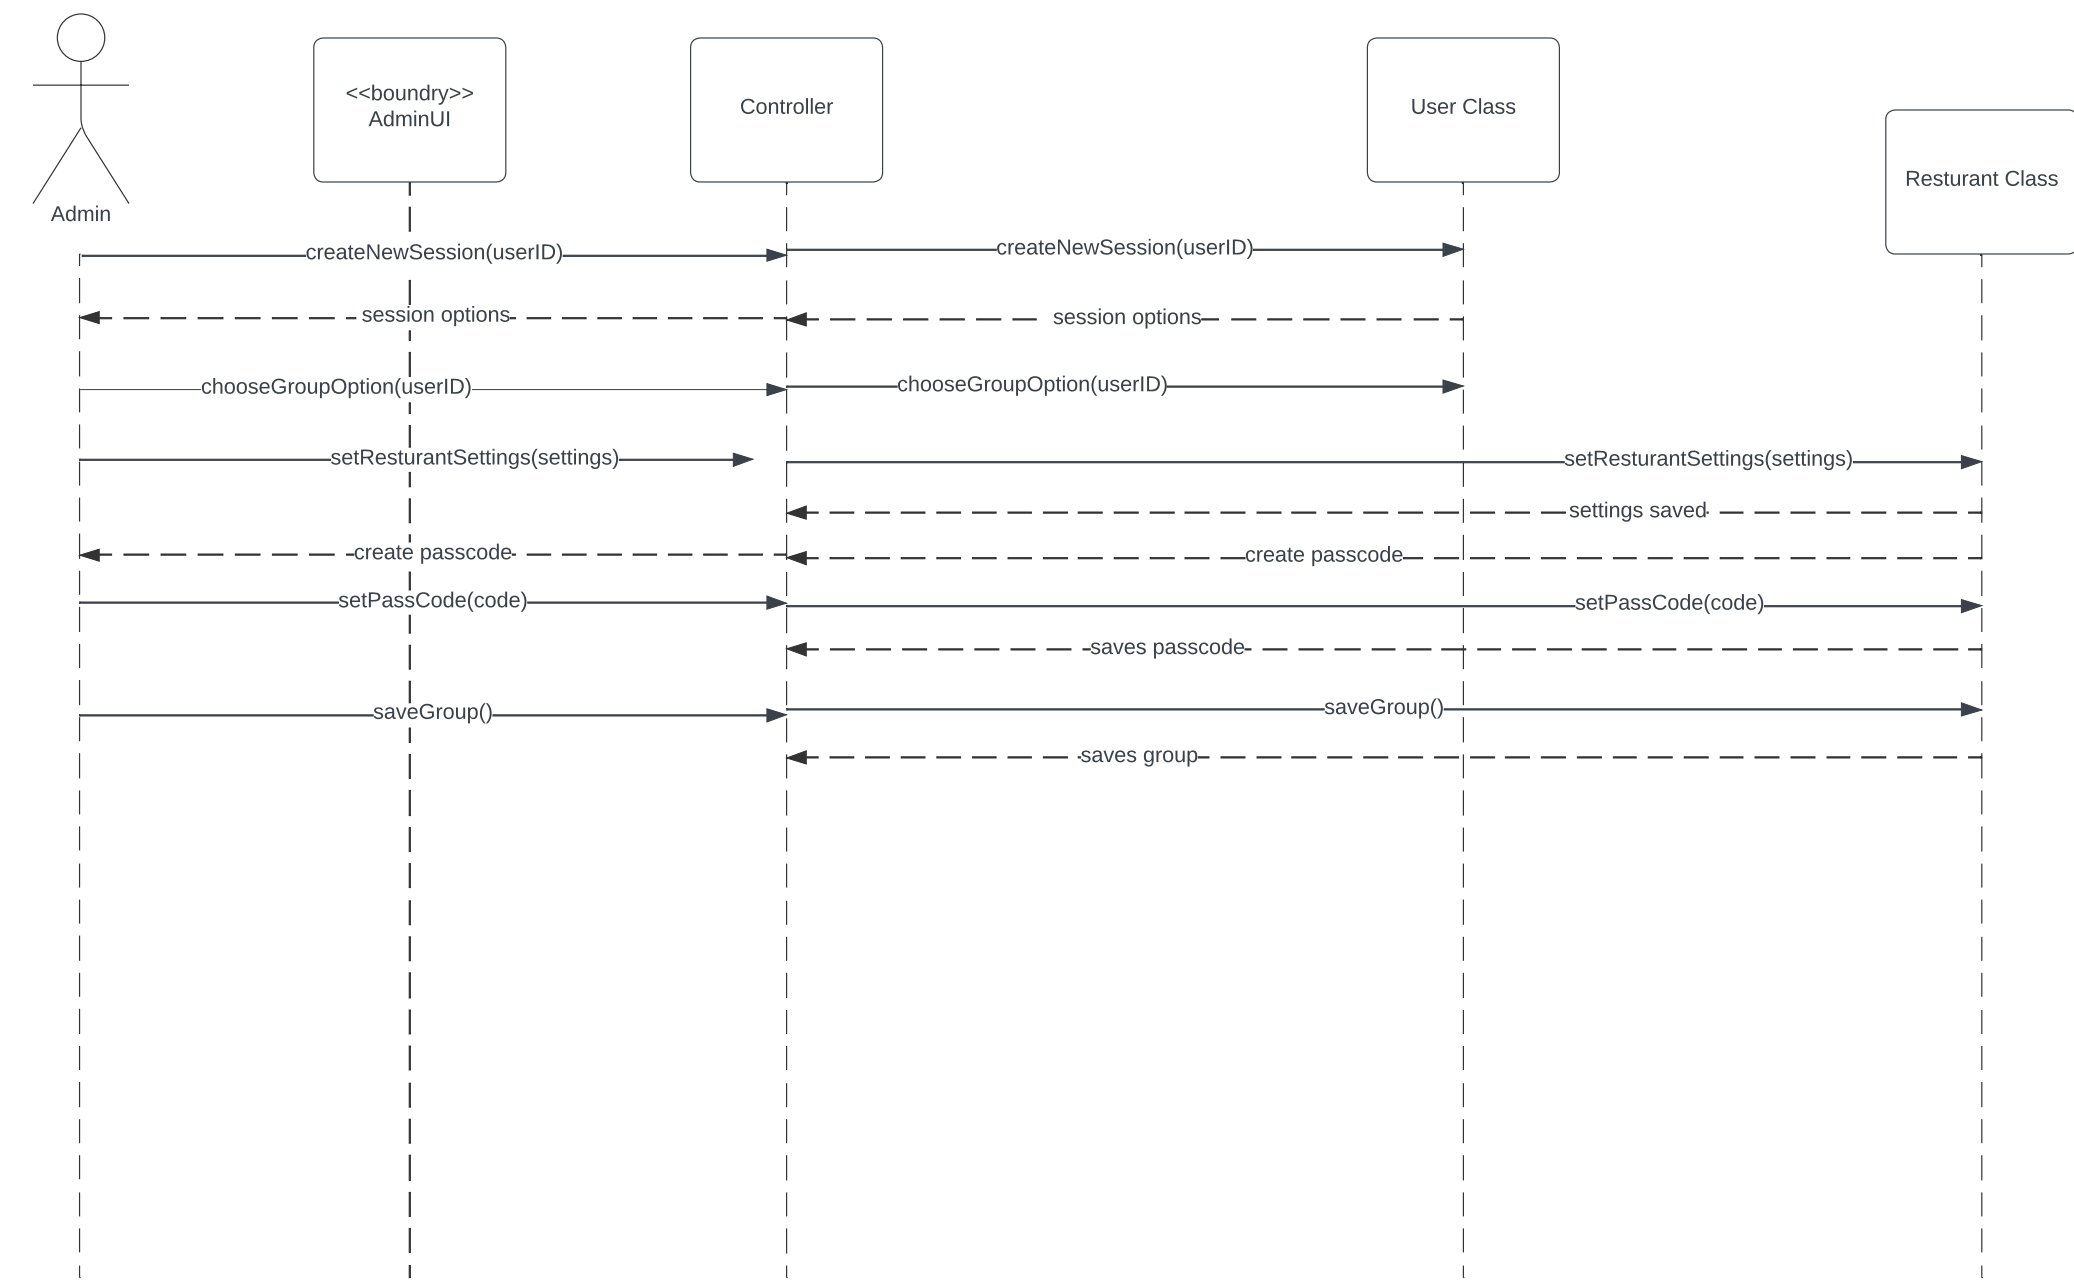 <<boundry>>
AdminUI
Controller
User Class
Resturant Class
Admin
createNewSession(userID)
createNewSession(userID)
session options
session options
chooseGroupOption(userID)
chooseGroupOption(userID)
setResturantSettings(settings)
setResturantSettings(settings)
settings saved
create passcode
create passcode
setPassCode(code)
setPassCode(code)
saves passcode
saveGroup()
saveGroup()
saves group